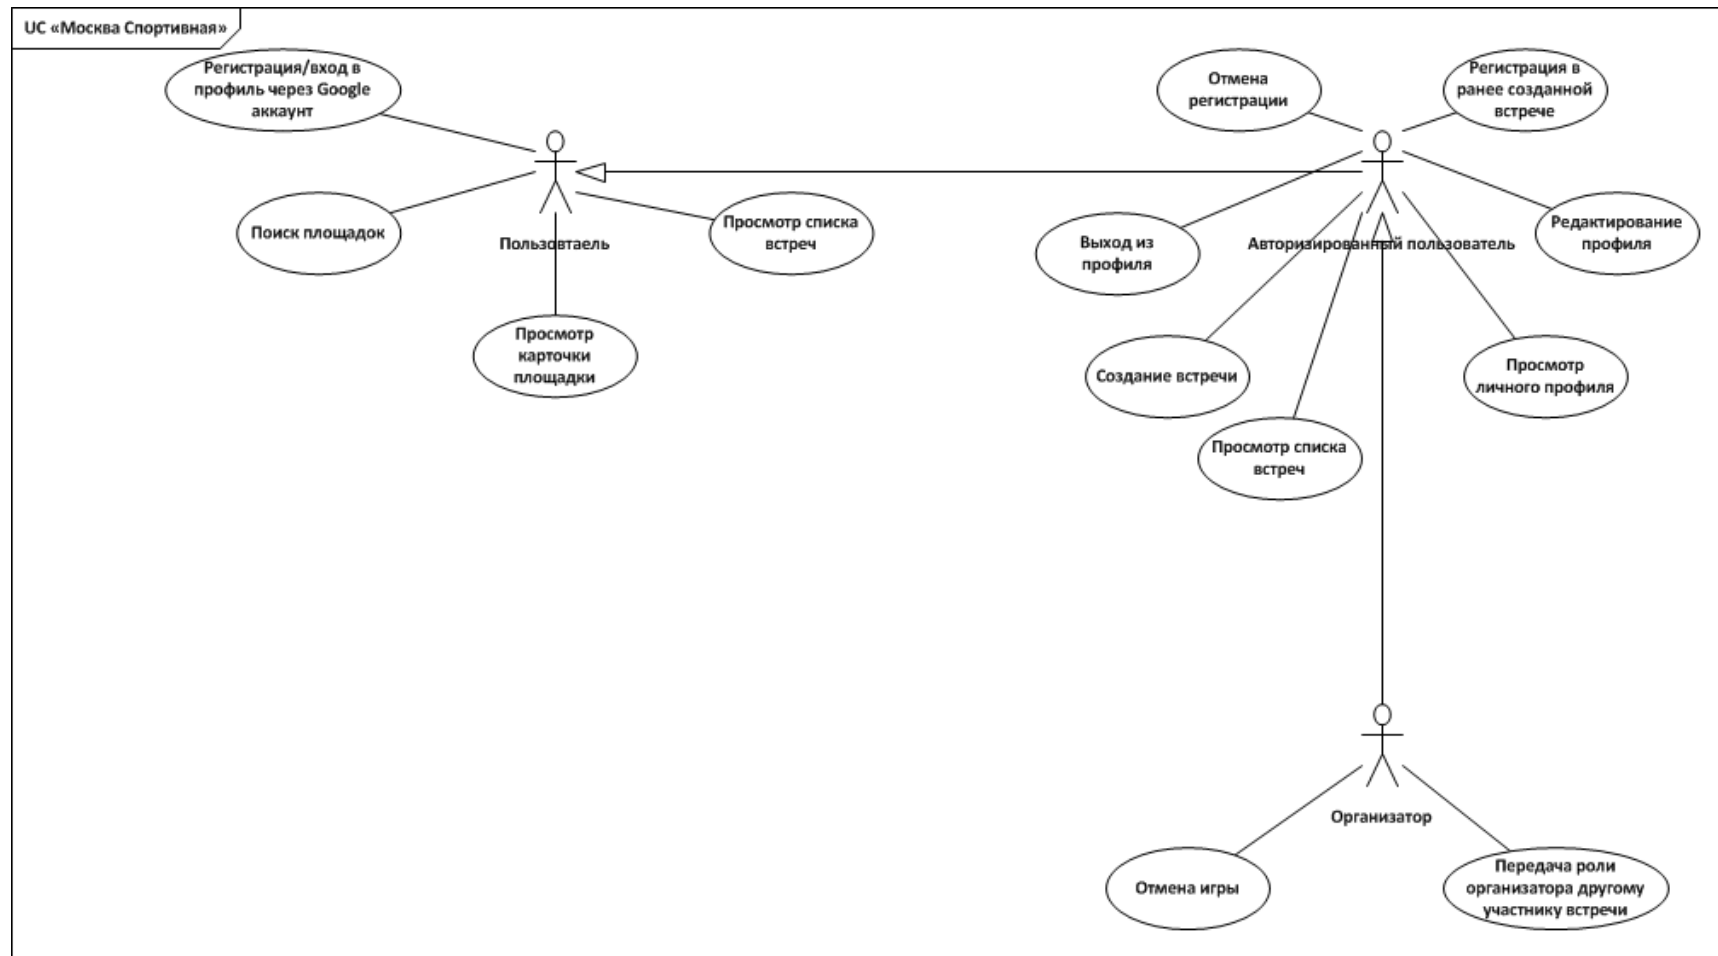 UC «Москва Спортивная»
Регистрация/вход в
профиль через Google
аккаунт
Поиск площадок
Пользовтаель
Просмотр списка
встреч
Просмотр
карточки
площадки
Отмена
регистрации
Регистрация в
ранее созданной
встрече
Выход из
профиля
Авторизированный пользователь
Редактирование
профиля
Создание встречи
Просмотр
личного профиля
Просмотр списка
встреч
Организатор
Отмена игры
Передача роли
организатора другому
участнику встречи